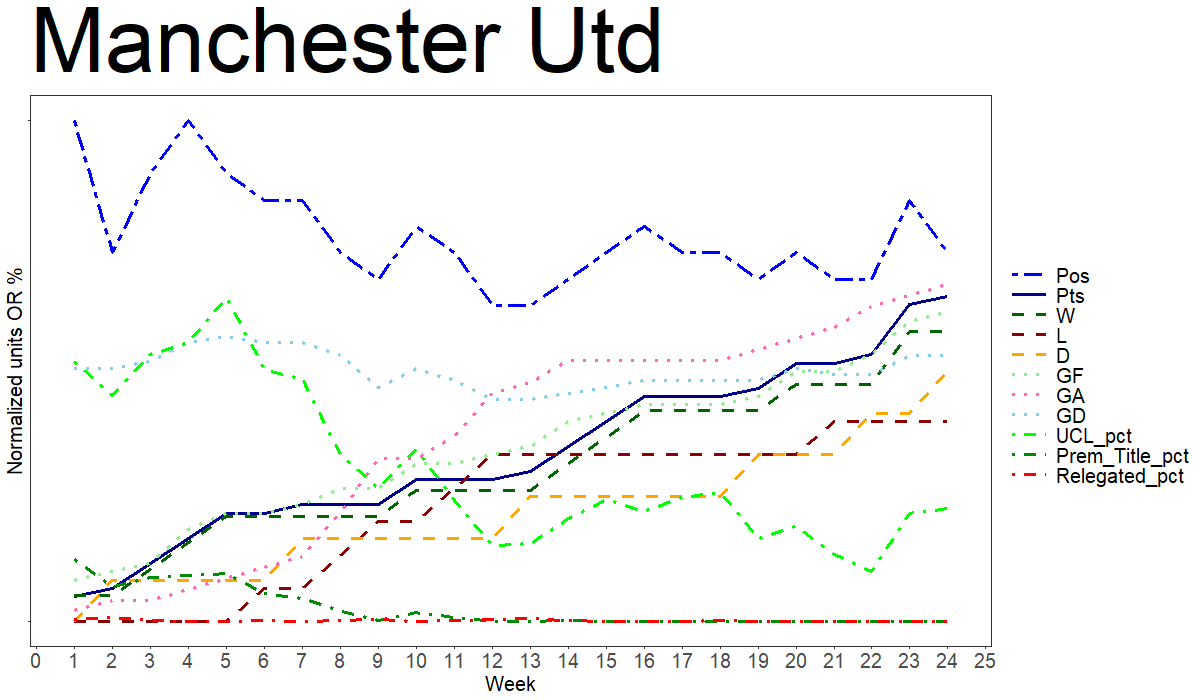 Manchester Utd
Normalized units OR %
Pos
Pts
W
L
D
GF
GA
GD
UCL_pct
Prem_Title_pct
Relegated_pct
0 1 2 3 4 5 6 7 8 9 10 11 12 13 14 15 16 17 18 19 20 21 22 23 24 25
Week